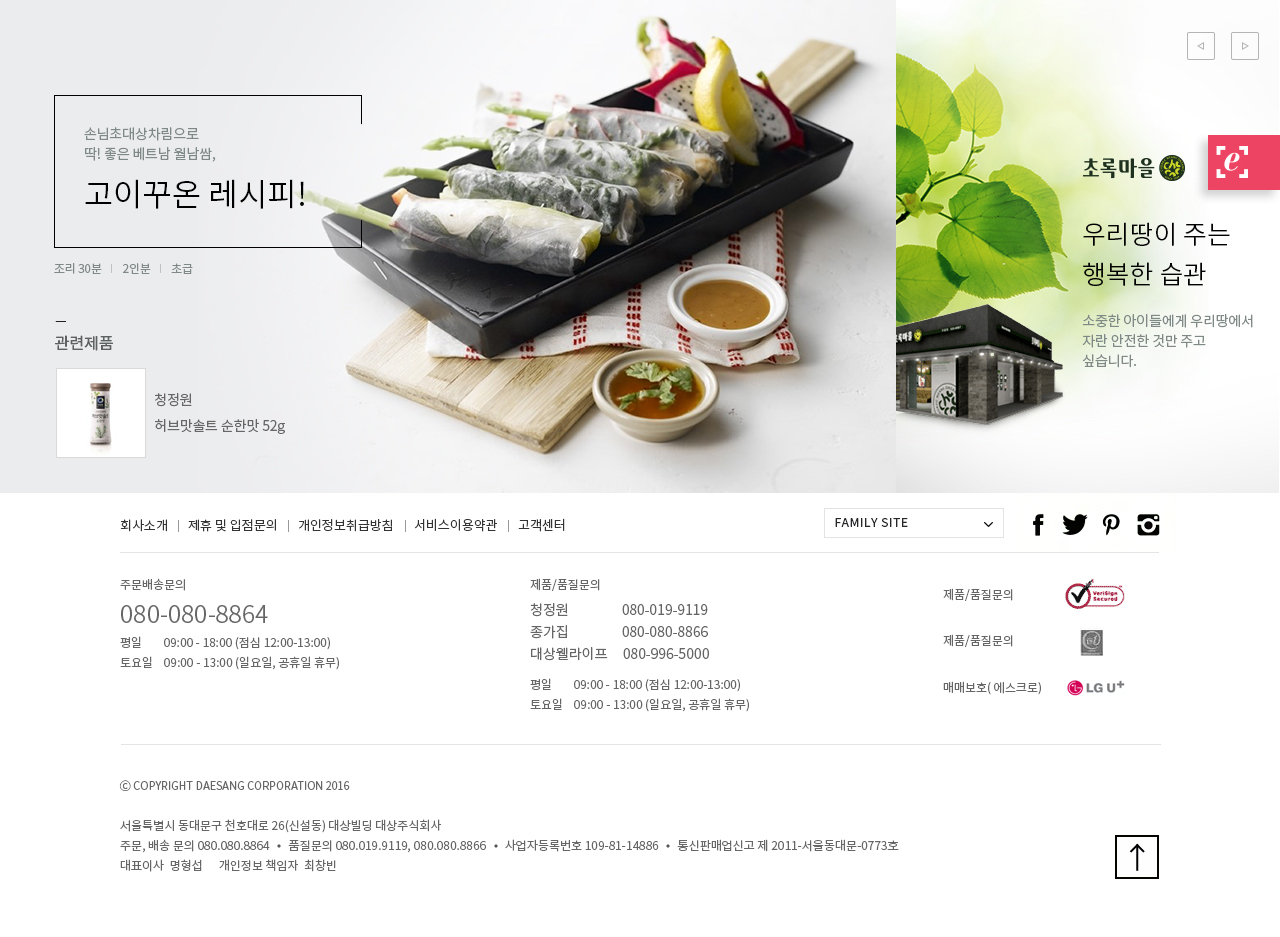 손님초대상차림으로
딱! 좋은 베트남 월남쌈,
고이꾸온 레시피!
조리 30분 | 2인분 | 초급
관련제품
청정원
허브맛솔트 순한맛 52g
초록마을
e
우리땅이 주는
행복한 습관
소중한 아이들에게 우리땅에서
자란 안전한 것만 주고
싶습니다.
회사소개 | 제휴 및 입점문의 | 개인정보취급방침 | 서비스이용약관 | 고객센터
FAMILY SITE
주문배송문의
080-080-8864
평일 09:00 - 18:00 (점심 12:00-13:00)
토요일 09:00 - 13:00 (일요일, 공휴일 휴무)
제품/품질문의
청정원 080-019-9119
종가집 080-080-8866
대상웰라이프 080-996-5000
평일 09:00 - 18:00 (점심 12:00-13:00)
토요일 09:00 - 13:00 (일요일, 공휴일 휴무)
제품/품질문의
VeriSign
Secured
제품/품질문의
매매보호( 에스크로)
LG U+
ⓒ COPYRIGHT DAESANG CORPORATION 2016
서울특별시 동대문구 천호대로 26(신설동) 대상빌딩 대상주식회사
주문, 배송 문의 080.080.8864 • 품질문의 080.019.9119, 080.080.8866 • 사업자등록번호 109-81-14886 • 통신판매업신고 제 2011-서울동대문-0773호
대표이사 명형섭 개인정보 책임자 최창빈